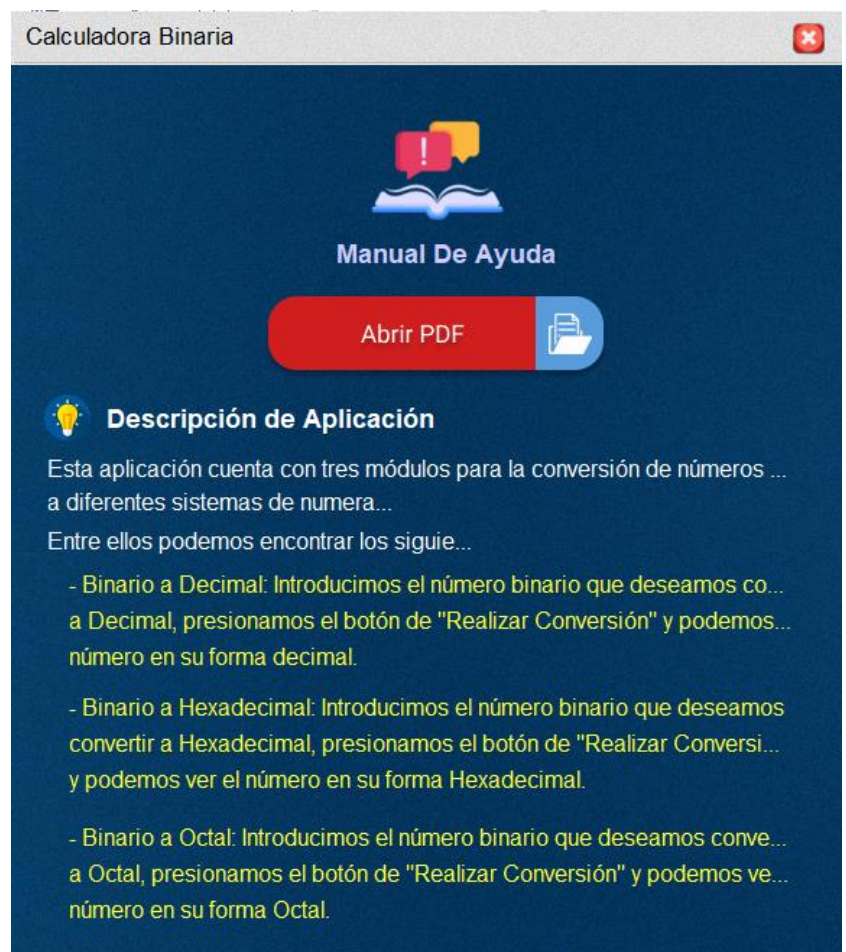 Calculadora Binaria
!
Manual De Ayuda
Abrir PDF
Descripción de Aplicación
Esta aplicación cuenta con tres módulos para la conversión de números ...
a diferentes sistemas de numera...
Entre ellos podemos encontrar los siguie...
- Binario a Decimal: Introducimos el número binario que deseamos co...
a Decimal, presionamos el botón de "Realizar Conversión" y podemos...
número en su forma decimal.
- Binario a Hexadecimal: Introducimos el número binario que deseamos
convertir a Hexadecimal, presionamos el botón de "Realizar Conversi...
y podemos ver el número en su forma Hexadecimal.
- Binario a Octal: Introducimos el número binario que deseamos conve...
a Octal, presionamos el botón de "Realizar Conversión" y podemos ve...
número en su forma Octal.